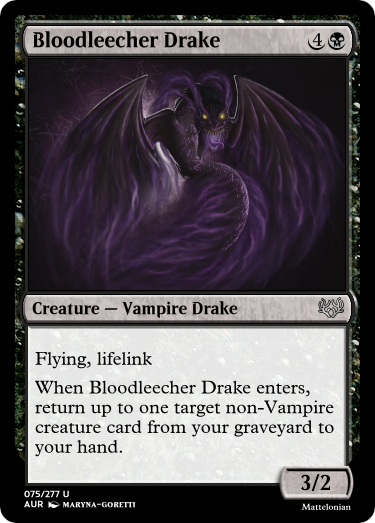 Bloodleecher Drake 4
Creature — Vampire Drake
Flying, lifelink
When Bloodleecher Drake enters,
return up to one target non-Vampire
creature card from your graveyard to
your hand.
3/2
075/277 U
AUR MARYNA-GORETTI
Mattelonian